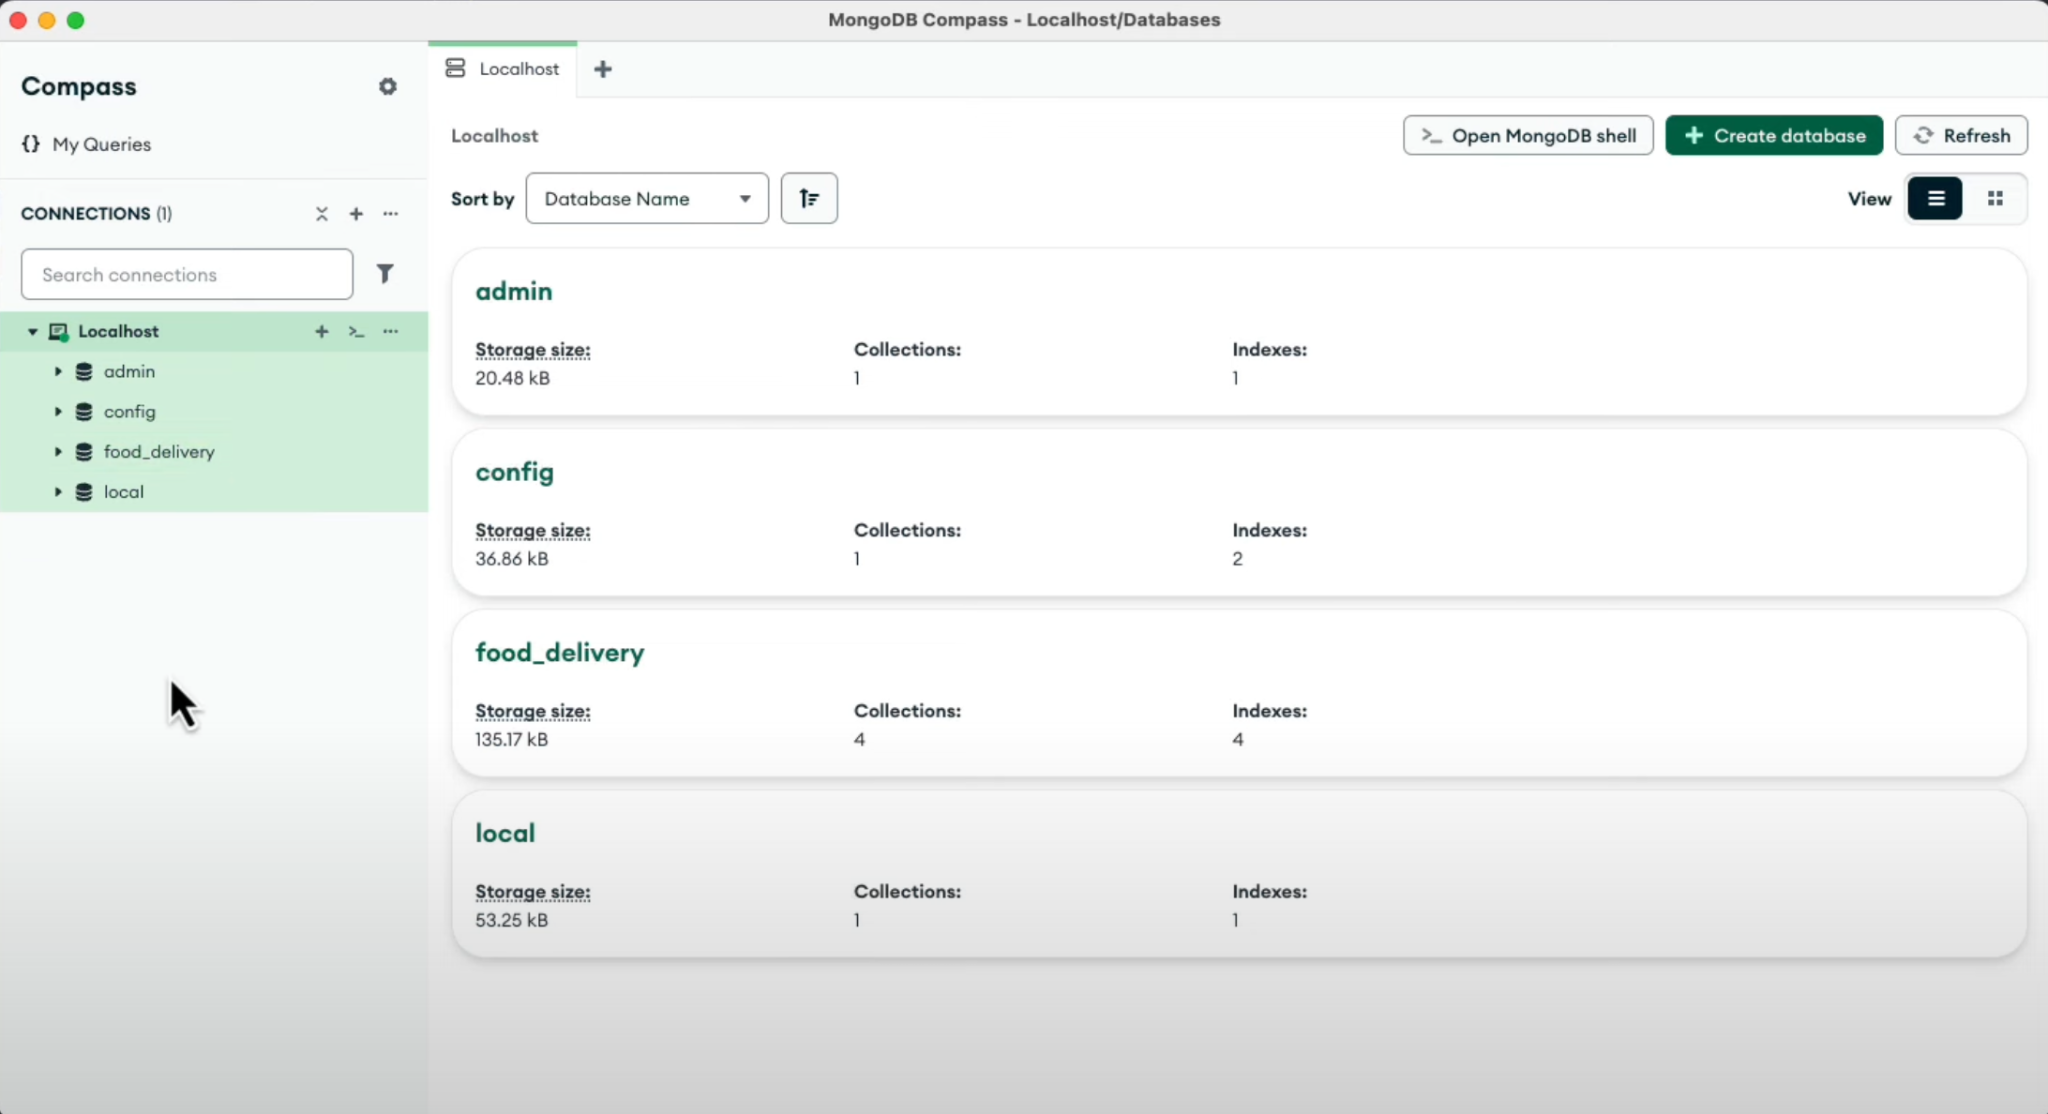 MongoDB Compass - Localhost/Databases
Compass
{} My Queries
CONNECTIONS (1)
Search connections
Localhost
admin
config
food_delivery
local
Localhost
Localhost
>_ Open MongoDB shell
Create database
Refresh
Sort by
Database Name
View
admin
Storage size: Collections: Indexes:
20.48 kB 1 1
config
Storage size: Collections: Indexes:
36.86 kB 1 2
food_delivery
Storage size: Collections: Indexes:
135.17 kB 4 4
local
Storage size: Collections: Indexes:
53.25 kB 1 1